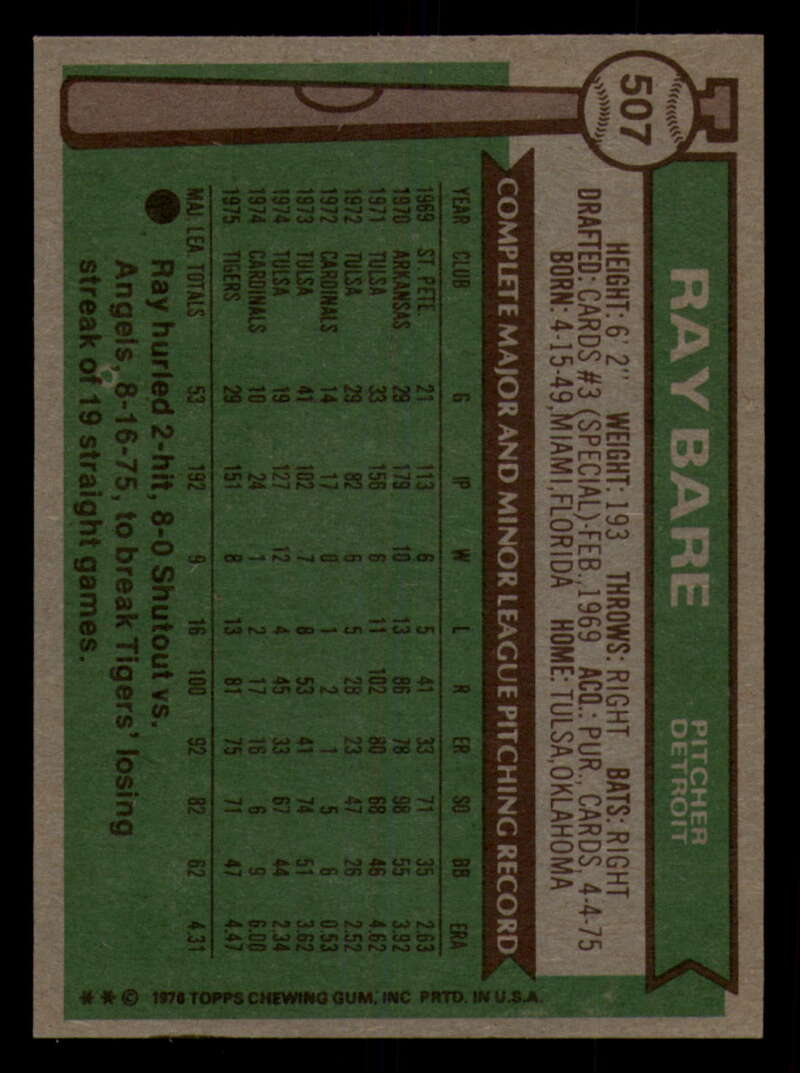 507
RAY BARE
PITCHER
DETROIT
HEIGHT: 6' 2" WEIGHT: 193 THROWS: RIGHT BATS: RIGHT
DRAFTED: CARDS #3 (SPECIAL)-FEB., 1969 ACQ.: PUR., CARDS, 4-4-75
BORN: 4-15-49, MIAMI, FLORIDA HOME: TULSA, OKLAHOMA
COMPLETE MAJOR AND MINOR LEAGUE PITCHING RECORD
YEAR CLUB G IP W L R ER SO BB ERA
1969 ST. PETE. 21 113 6 5 41 33 71 35 2.63
1970 ARKANSAS 29 179 10 13 86 78 98 55 3.92
1971 TULSA 33 156 6 11 102 80 68 46 4.62
1972 TULSA 29 82 6 5 28 23 47 26 2.52
1972 CARDINALS 14 17 0 1 2 1 5 6 0.53
1973 TULSA 41 102 7 8 53 41 74 51 3.62
1974 TULSA 19 127 12 4 45 33 67 44 2.34
1974 CARDINALS 10 24 1 2 17 16 6 9 6.00
1975 TIGERS 29 151 8 13 81 75 71 47 4.47
MAJ LEA TOTALS 53 192 9 16 100 92 82 62 4.31
Ray hurled 2-hit, 8-0 Shutout vs.
Angels, 8-16-75, to break Tigers' losing
streak of 19 straight games.
* * © 1976 TOPPS CHEWING GUM, INC PRTD. IN U.S.A.